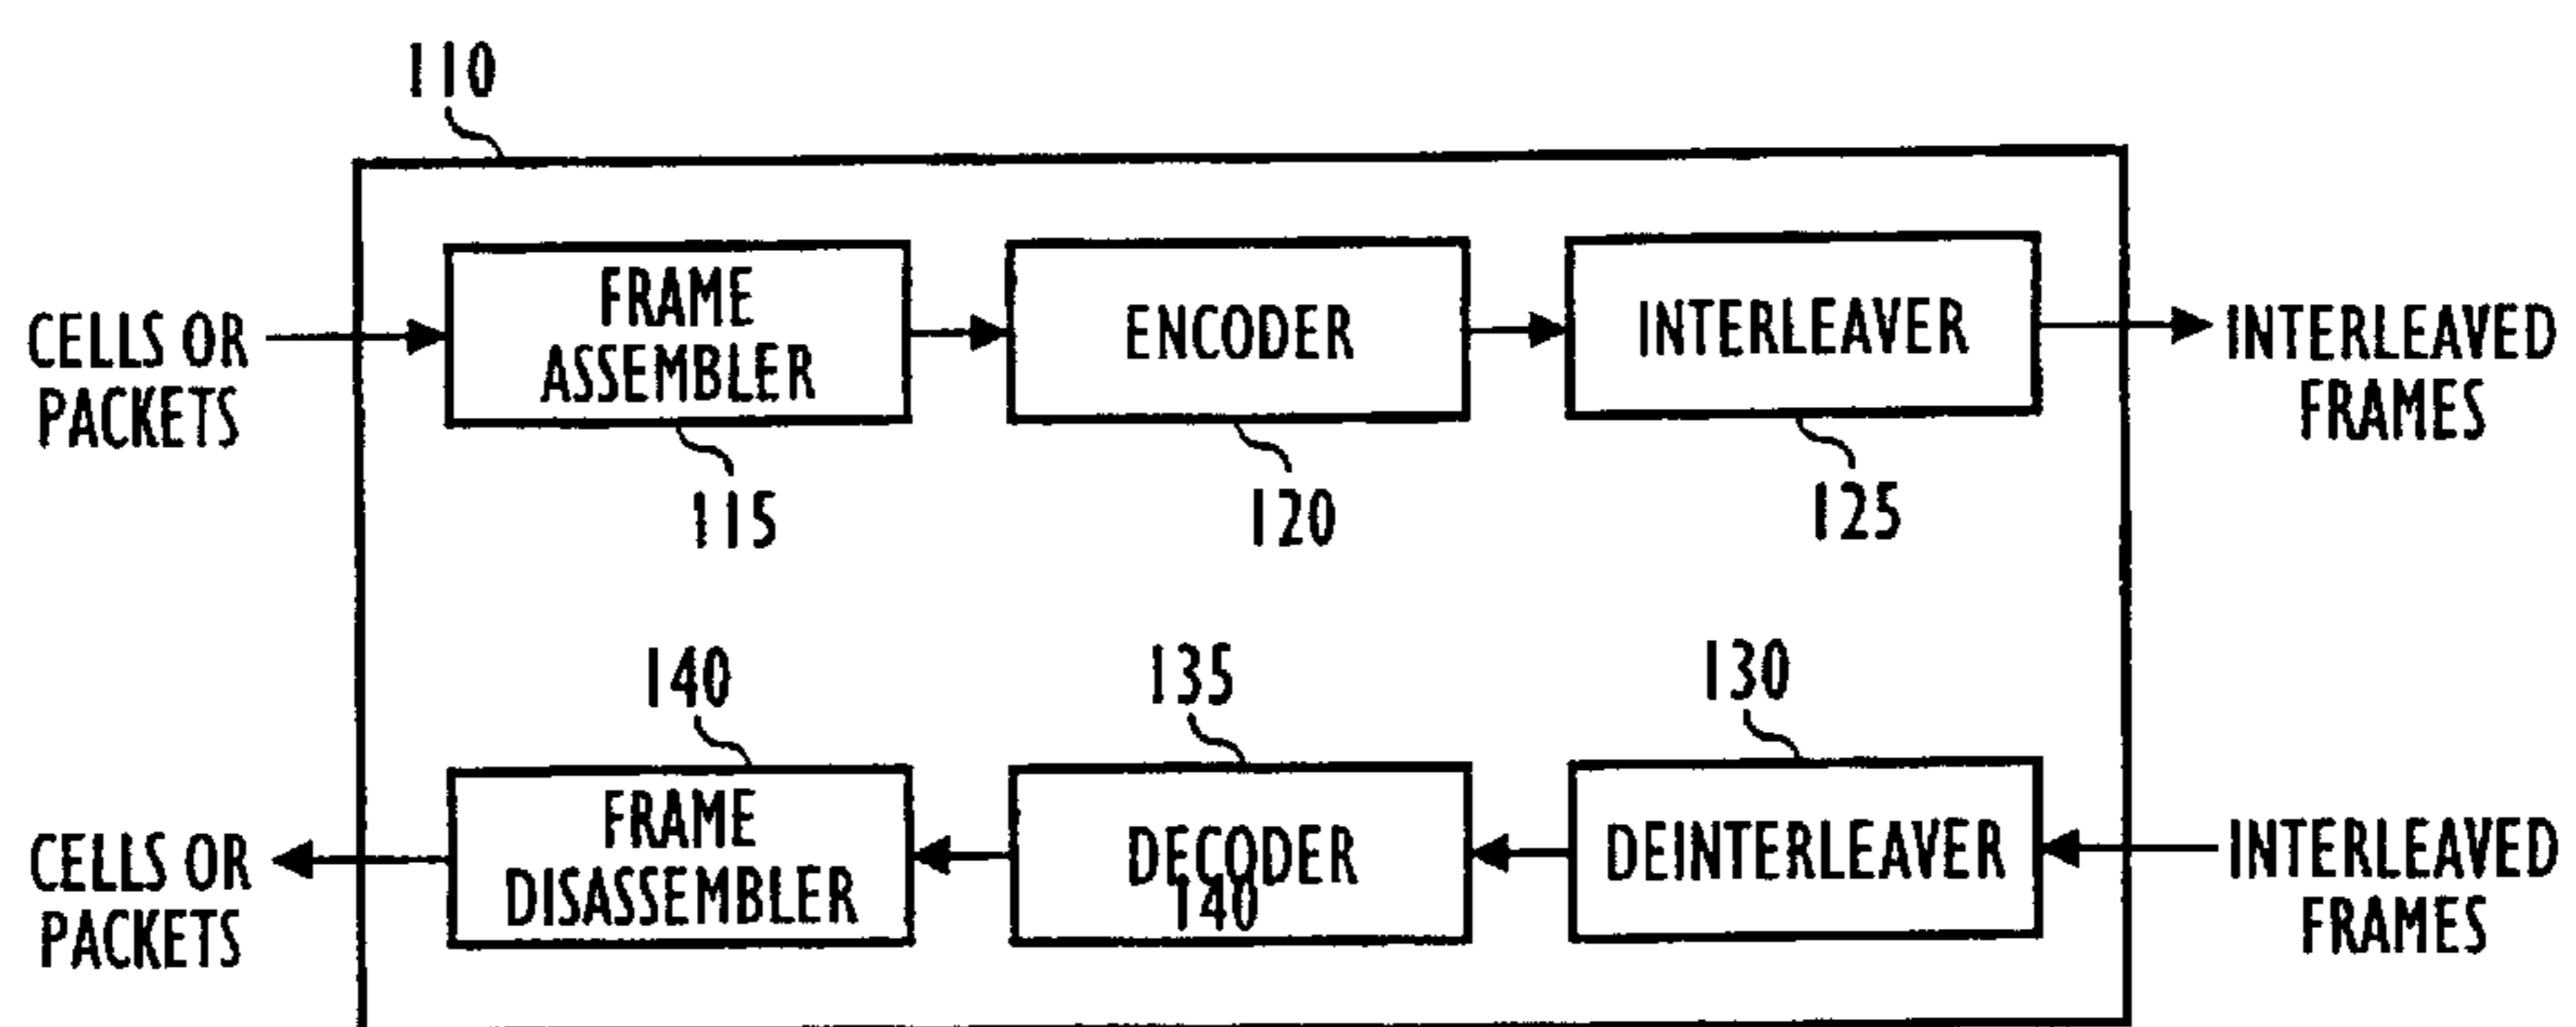 110
CELLS OR
PACKETS
FRAME
ASSEMBLER
ENCODER
INTERLEAVER
INTERLEAVED
FRAMES
115
120
125
140
135
130
CELLS OR
PACKETS
FRAME
DISASSEMBLER
DECODER
140
DEINTERLEAVER
INTERLEAVED
FRAMES